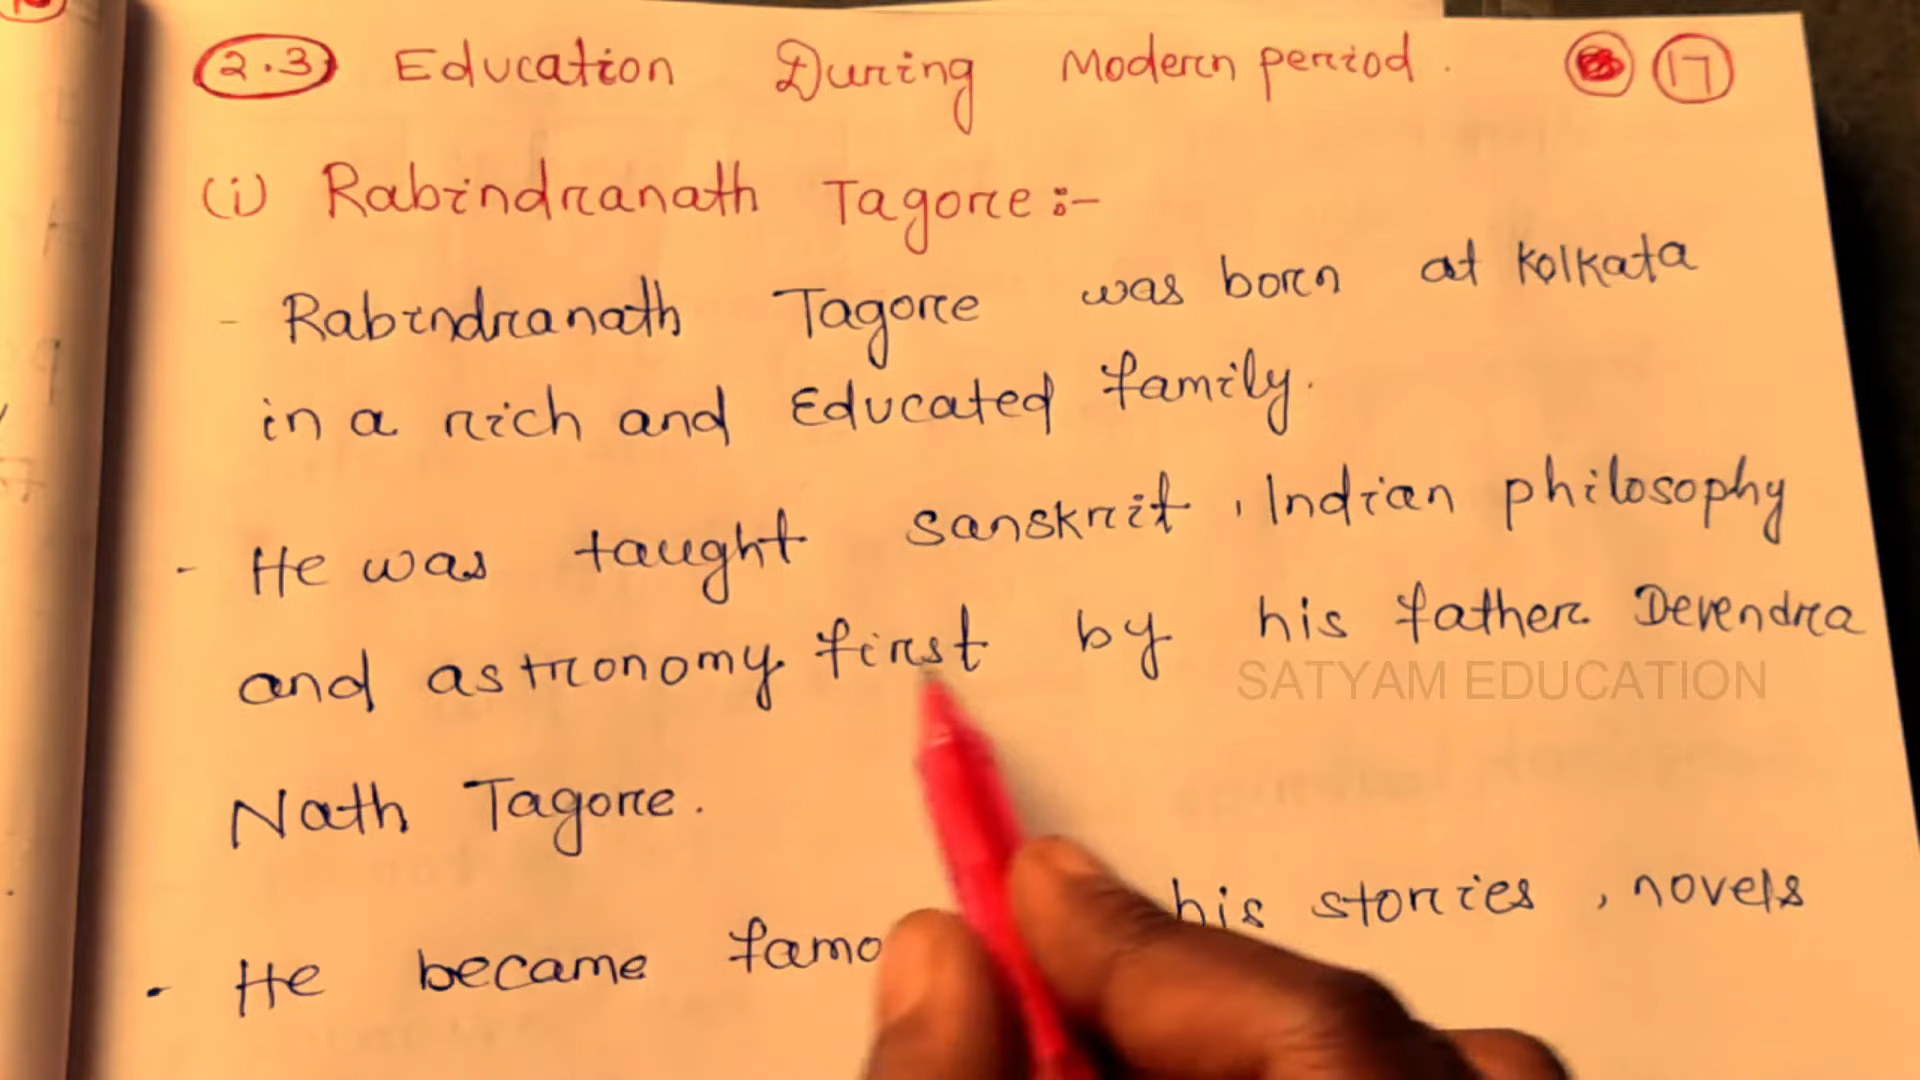 2.3 Education During Modern period. 17
(i) Rabindranath Tagore :-
- Rabindranath Tagore was born at Kolkata
in a rich and Educated family.
- He was taught sanskrit, Indian philosophy
and astronomy first by his father Devendra
SATYAM EDUCATION
Nath Tagore.
- He became famo his stories, novels